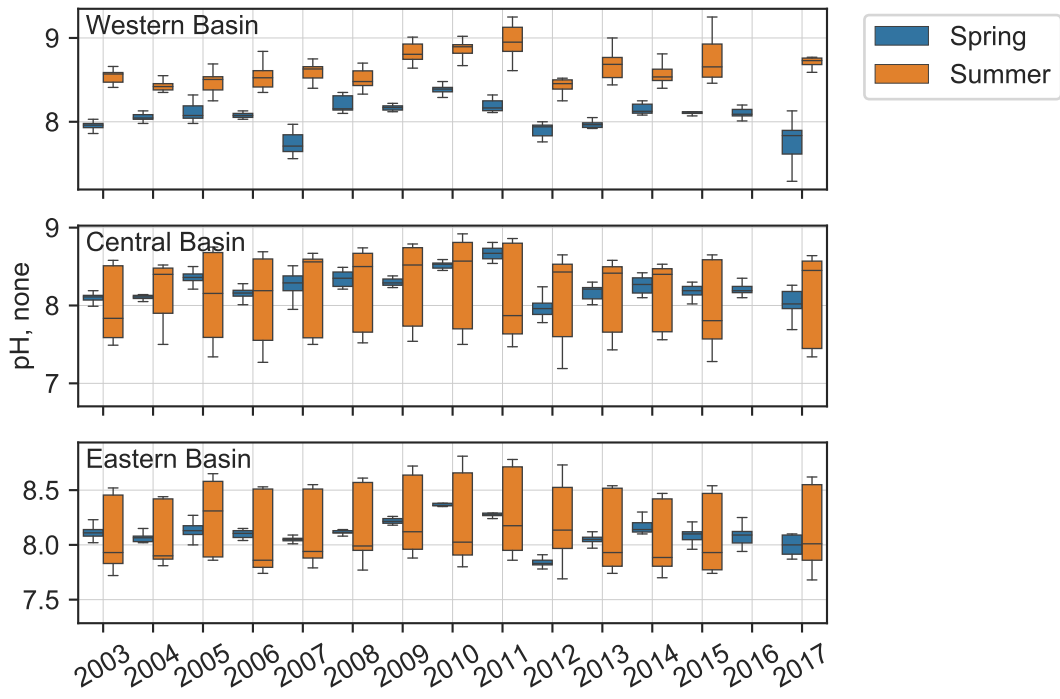 Western Basin
9
8
Spring
Summer
Central Basin
9
8
7
pH, none
Eastern Basin
8.5
8.0
7.5
2003 2004 2005 2006 2007 2008 2009 2010 2011 2012 2013 2014 2015 2016 2017